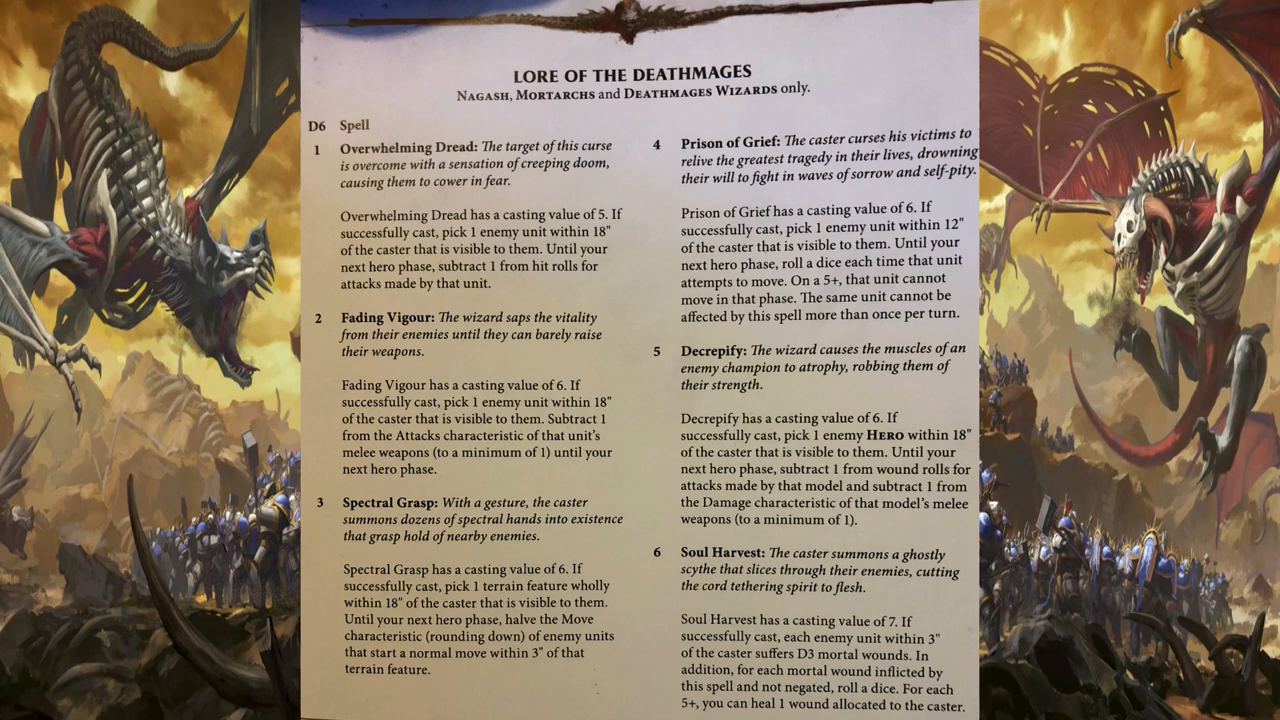 LORE OF THE DEATHMAGES
NAGASH, MORTARCHS and DEATHMAGES WIZARDS only.
D6 Spell
1 Overwhelming Dread: The target of this curse
is overcome with a sensation of creeping doom,
causing them to cower in fear.
Overwhelming Dread has a casting value of 5. If
successfully cast, pick 1 enemy unit within 18"
of the caster that is visible to them. Until your
next hero phase, subtract 1 from hit rolls for
attacks made by that unit.
2 Fading Vigour: The wizard saps the vitality
from their enemies until they can barely raise
their weapons.
Fading Vigour has a casting value of 6. If
successfully cast, pick 1 enemy unit within 18"
of the caster that is visible to them. Subtract 1
from the Attacks characteristic of that unit's
melee weapons (to a minimum of 1) until your
next hero phase.
3 Spectral Grasp: With a gesture, the caster
summons dozens of spectral hands into existence
that grasp hold of nearby enemies.
Spectral Grasp has a casting value of 6. If
successfully cast, pick 1 terrain feature wholly
within 18" of the caster that is visible to them.
Until your next hero phase, halve the Move
characteristic (rounding down) of enemy units
that start a normal move within 3" of that
terrain feature.
4 Prison of Grief: The caster curses his victims to
relive the greatest tragedy in their lives, drowning
their will to fight in waves of sorrow and self-pity.
Prison of Grief has a casting value of 6. If
successfully cast, pick 1 enemy unit within 12"
of the caster that is visible to them. Until your
next hero phase, roll a dice each time that unit
attempts to move. On a 5+, that unit cannot
move in that phase. The same unit cannot be
affected by this spell more than once per turn.
5 Decrepify: The wizard causes the muscles of an
enemy champion to atrophy, robbing them of
their strength.
Decrepify has a casting value of 6. If
successfully cast, pick 1 enemy HERO within 18"
of the caster that is visible to them. Until your
next hero phase, subtract 1 from wound rolls for
attacks made by that model and subtract 1 from
the Damage characteristic of that model's melee
weapons (to a minimum of 1).
6 Soul Harvest: The caster summons a ghostly
scythe that slices through their enemies, cutting
the cord tethering spirit to flesh.
Soul Harvest has a casting value of 7. If
successfully cast, each enemy unit within 3"
of the caster suffers D3 mortal wounds. In
addition, for each mortal wound inflicted by
this spell and not negated, roll a dice. For each
5+, you can heal 1 wound allocated to the caster.